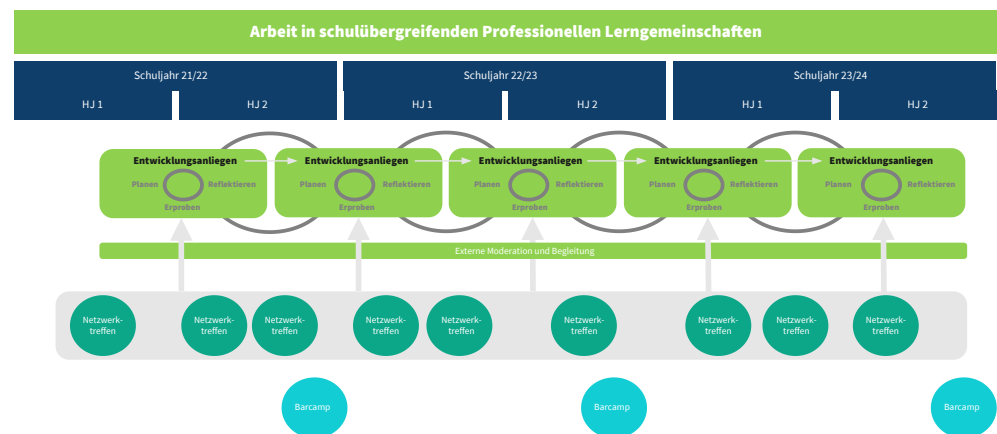 Arbeit in schulübergreifenden Professionellen Lerngemeinschaften
Schuljahr 21/22 Schuljahr 22/23 Schuljahr 23/24
HJ 1 HJ 2 HJ 1 HJ 2 HJ 1 HJ 2
Entwicklungsanliegen Entwicklungsanliegen Entwicklungsanliegen Entwicklungsanliegen Entwicklungsanliegen
Planen Reflektieren Planen Reflektieren Planen Reflektieren Planen Reflektieren Planen Reflektieren
Erproben Erproben Erproben Erproben Erproben
Externe Moderation und Begleitung
Netzwerk- Netzwerk- Netzwerk- Netzwerk- Netzwerk- Netzwerk- Netzwerk- Netzwerk- Netzwerk-
treffen treffen treffen treffen treffen treffen treffen treffen treffen
Barcamp Barcamp Barcamp